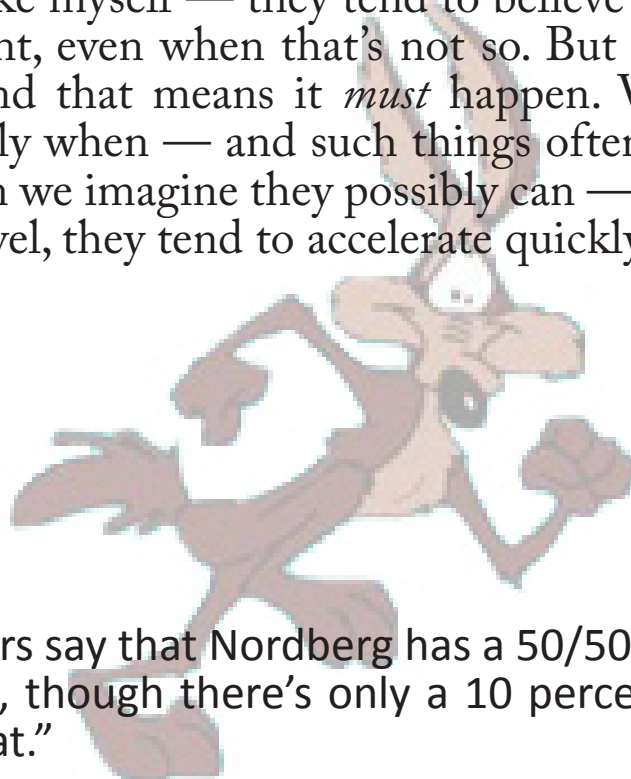 ke myself — they tend to believe
nt, even when that's not so. But
nd that means it must happen.
ly when — and such things often
n we imagine they possibly can —
vel, they tend to accelerate quickly
rs say that Nordberg has a 50/50
, though there's only a 10 perce
at.”